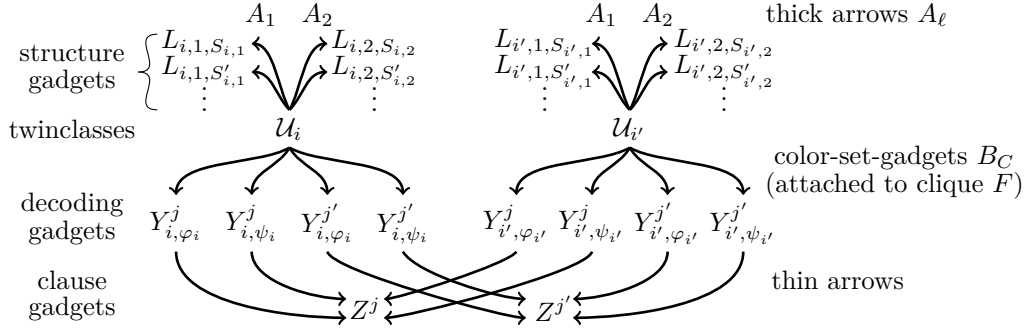 A₁ A₂ thick arrows A_ℓ
structure gadgets
L_{i,1,S_{i,1}} L_{i,2,S_{i,2}} L_{i',1,S_{i',1}} L_{i',2,S_{i',2}}
L_{i,1,S'_{i,1}} L_{i,2,S'_{i,2}} L_{i',1,S'_{i',1}} L_{i',2,S'_{i',2}}
⋮ ⋮ ⋮ ⋮
A₁ A₂
twinclasses 𝒰_i 𝒰_{i'}
color-set-gadgets B_C
(attached to clique F)
decoding gadgets
Y^j_{i,φ_i} Y^j_{i,ψ_i} Y^{j'}_{i,φ_i} Y^{j'}_{i,ψ_i} Y^j_{i',φ_{i'}} Y^j_{i',ψ_{i'}} Y^{j'}_{i',φ_{i'}} Y^{j'}_{i',ψ_{i'}}
clause gadgets
Z^j Z^{j'}
thin arrows